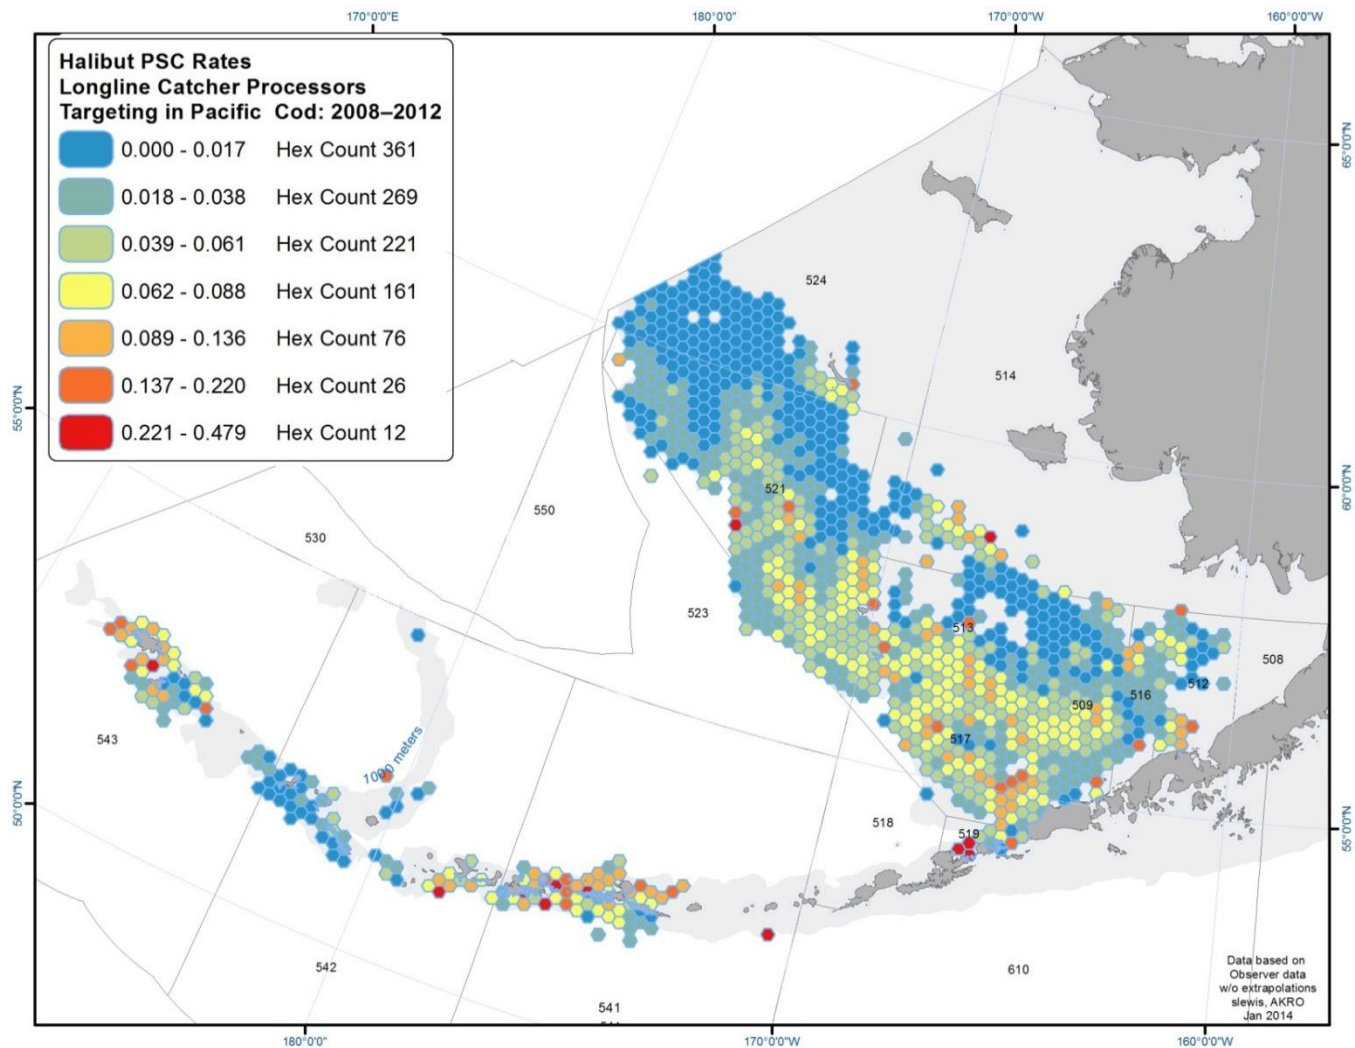 170°0'0"E
180°0'0"
170°0'0"W
160°0'0"W
Halibut PSC Rates
Longline Catcher Processors
Targeting in Pacific Cod: 2008–2012
0.000 - 0.017 Hex Count 361
0.018 - 0.038 Hex Count 269
0.039 - 0.061 Hex Count 221
0.062 - 0.088 Hex Count 161
0.089 - 0.136 Hex Count 76
0.137 - 0.220 Hex Count 26
0.221 - 0.479 Hex Count 12
65°0'0"N
524
514
55°0'0"N
521
60°0'0"N
550
530
523
513
508
512
516
509
517
543
1000 meters
50°0'0"N
518
519
55°0'0"N
542
610
541
Data based on
Observer data
w/o extrapolations
slewis, AKRO
Jan 2014
180°0'0"
170°0'0"W
160°0'0"W